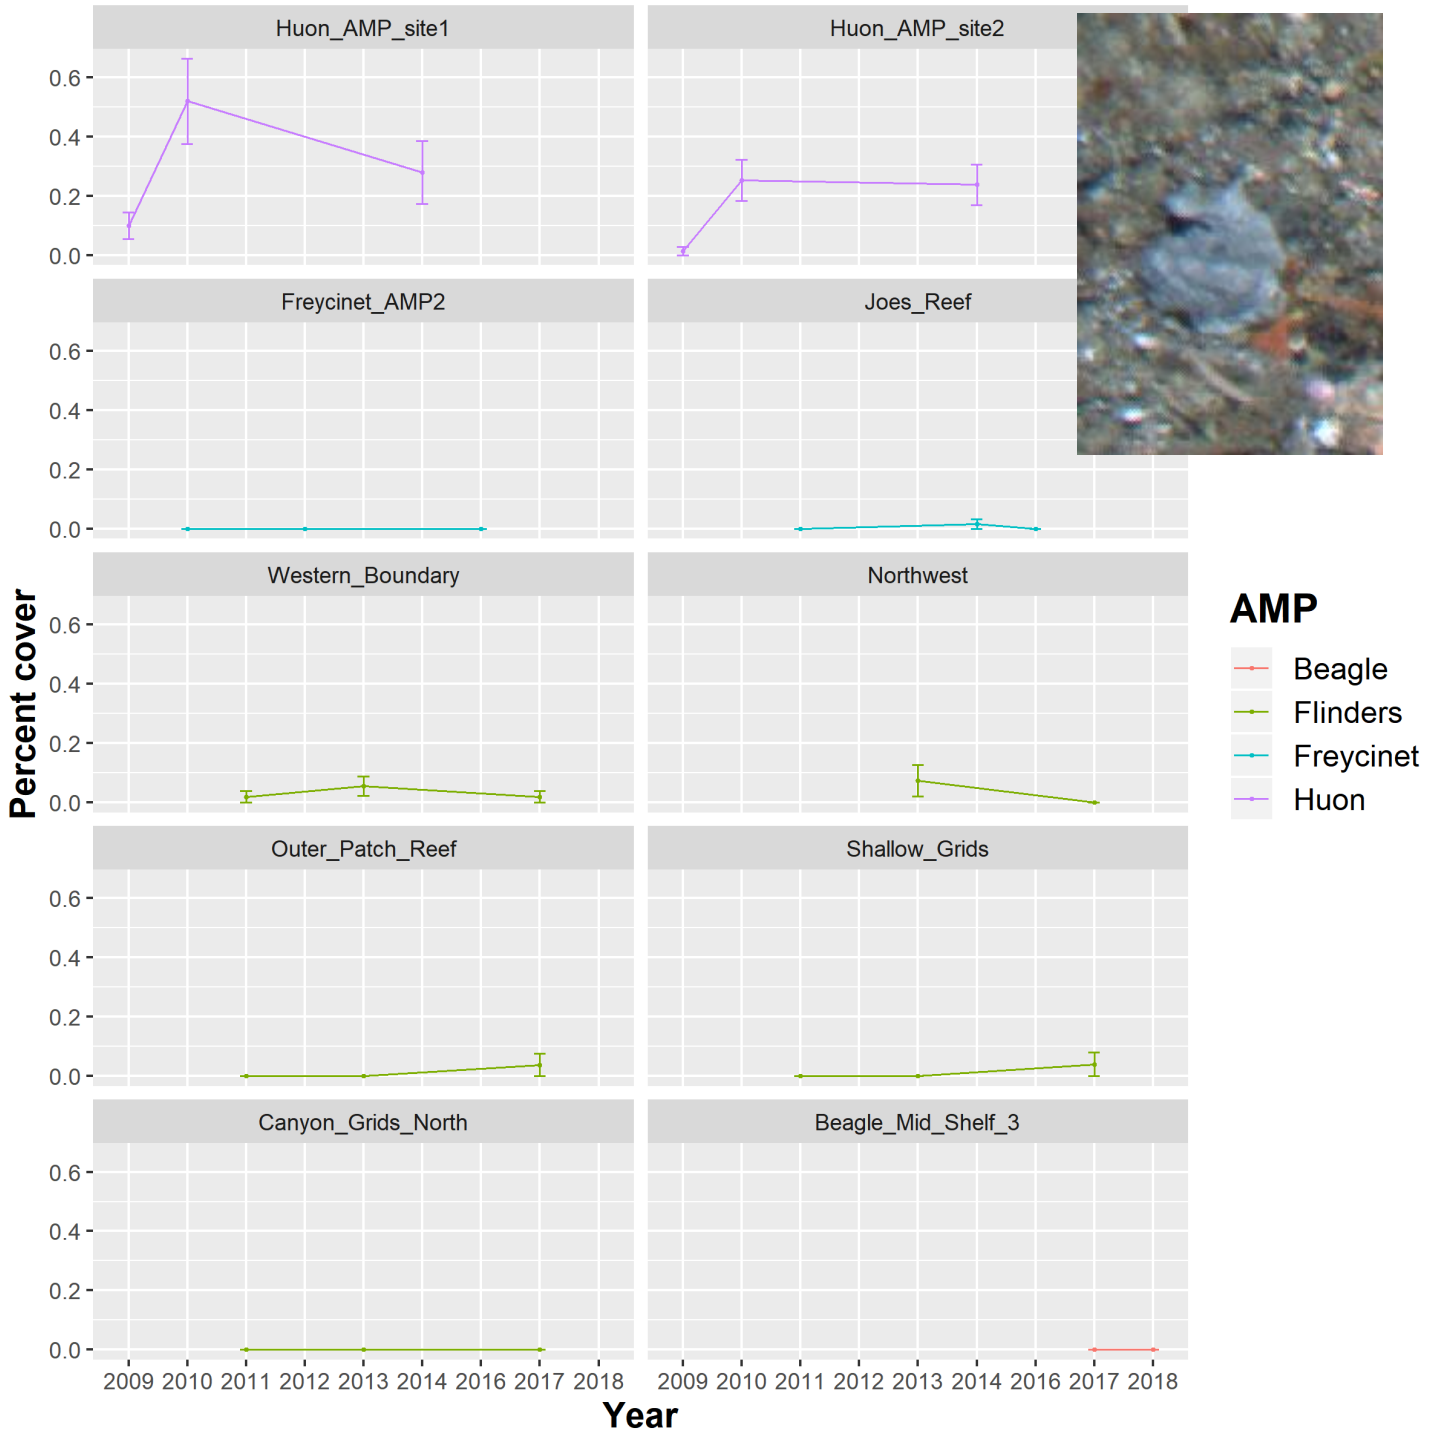 Huon_AMP_site1
Huon_AMP_site2
0.6
0.4
0.2
0.0
Freycinet_AMP2
Joes_Reef
0.6
0.4
0.2
0.0
Western_Boundary
Northwest
0.6
0.4
0.2
0.0
Outer_Patch_Reef
Shallow_Grids
0.6
0.4
0.2
0.0
Canyon_Grids_North
Beagle_Mid_Shelf_3
0.6
0.4
0.2
0.0
2009 2010 2011 2012 2013 2014 2016 2017 2018
2009 2010 2011 2012 2013 2014 2016 2017 2018
Year
Percent cover
AMP
Beagle
Flinders
Freycinet
Huon